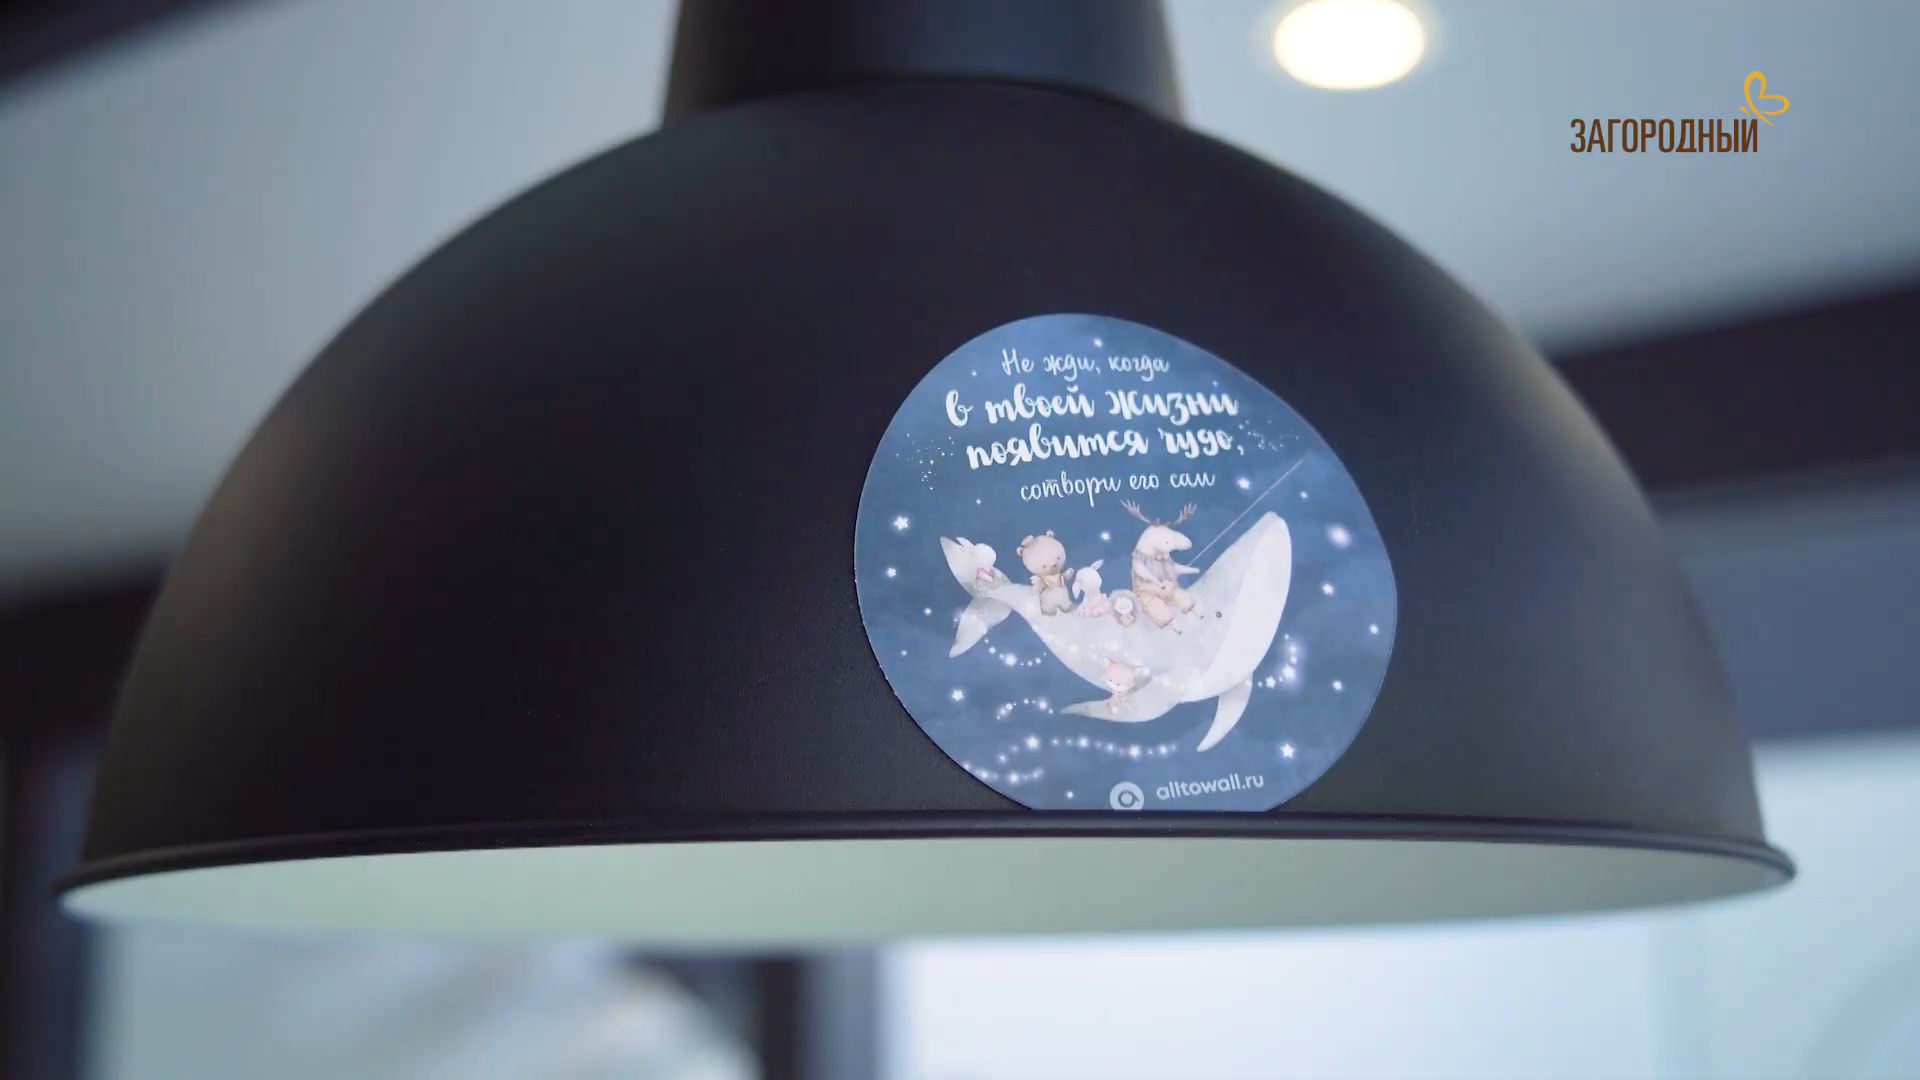 ЗАГОРОДНЫЙ
Не жди, когда
в твоей жизни
появится чудо,
сотвори его сам
alltowall.ru